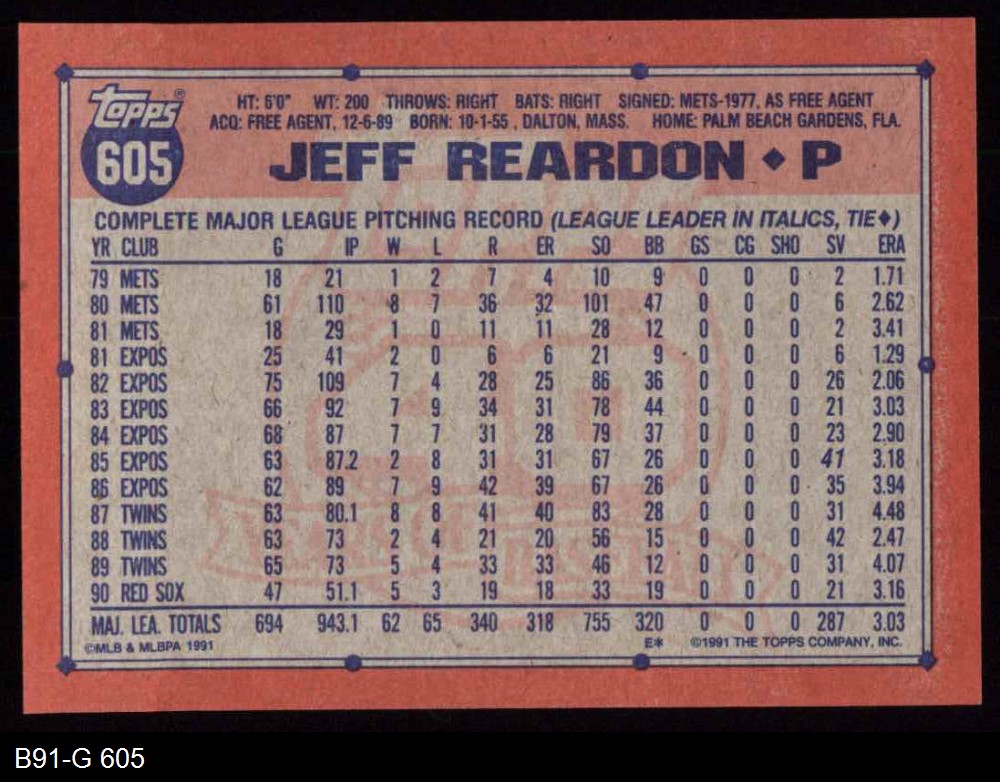 Topps®
605
HT: 6'0" WT: 200 THROWS: RIGHT BATS: RIGHT SIGNED: METS-1977, AS FREE AGENT
ACQ: FREE AGENT, 12-6-89 BORN: 10-1-55 , DALTON, MASS. HOME: PALM BEACH GARDENS, FLA.
JEFF REARDON ◆ P
COMPLETE MAJOR LEAGUE PITCHING RECORD (LEAGUE LEADER IN ITALICS, TIE◆)
YR CLUB G IP W L R ER SO BB GS CG SHO SV ERA
79 METS 18 21 1 2 7 4 10 9 0 0 0 2 1.71
80 METS 61 110 8 7 36 32 101 47 0 0 0 6 2.62
81 METS 18 29 1 0 11 11 28 12 0 0 0 2 3.41
81 EXPOS 25 41 2 0 6 6 21 9 0 0 0 6 1.29
82 EXPOS 75 109 7 4 28 25 86 36 0 0 0 26 2.06
83 EXPOS 66 92 7 9 34 31 78 44 0 0 0 21 3.03
84 EXPOS 68 87 7 7 31 28 79 37 0 0 0 23 2.90
85 EXPOS 63 87.2 2 8 31 31 67 26 0 0 0 41 3.18
86 EXPOS 62 89 7 9 42 39 67 26 0 0 0 35 3.94
87 TWINS 63 80.1 8 8 41 40 83 28 0 0 0 31 4.48
88 TWINS 63 73 2 4 21 20 56 15 0 0 0 42 2.47
89 TWINS 65 73 5 4 33 33 46 12 0 0 0 31 4.07
90 RED SOX 47 51.1 5 3 19 18 33 19 0 0 0 21 3.16
MAJ. LEA. TOTALS 694 943.1 62 65 340 318 755 320 0 0 0 287 3.03
©MLB & MLBPA 1991 E* ©1991 THE TOPPS COMPANY, INC.
B91-G 605